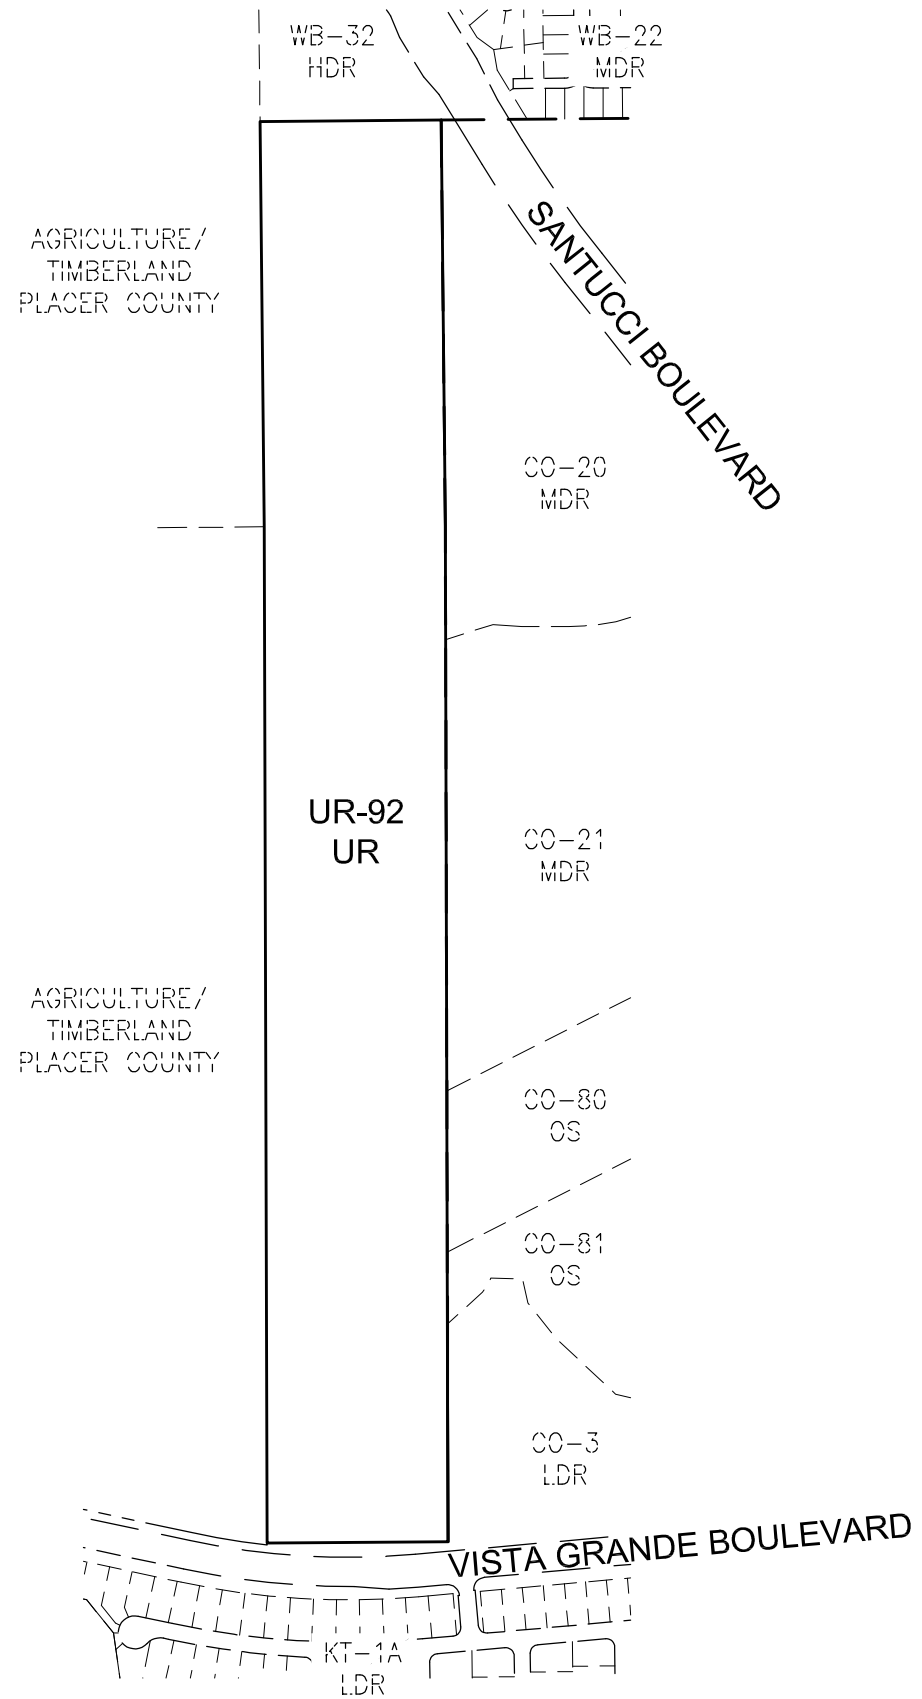 WB-32
HDR
WB-22
MDR
AGRICULTURE/
TIMBERLAND
PLACER COUNTY
SANTUCCI BOULEVARD
CO-20
MDR
UR-92
UR
CO-21
MDR
AGRICULTURE/
TIMBERLAND
PLACER COUNTY
CO-80
OS
CO-81
OS
CO-3
LDR
VISTA GRANDE BOULEVARD
KT-1A
LDR